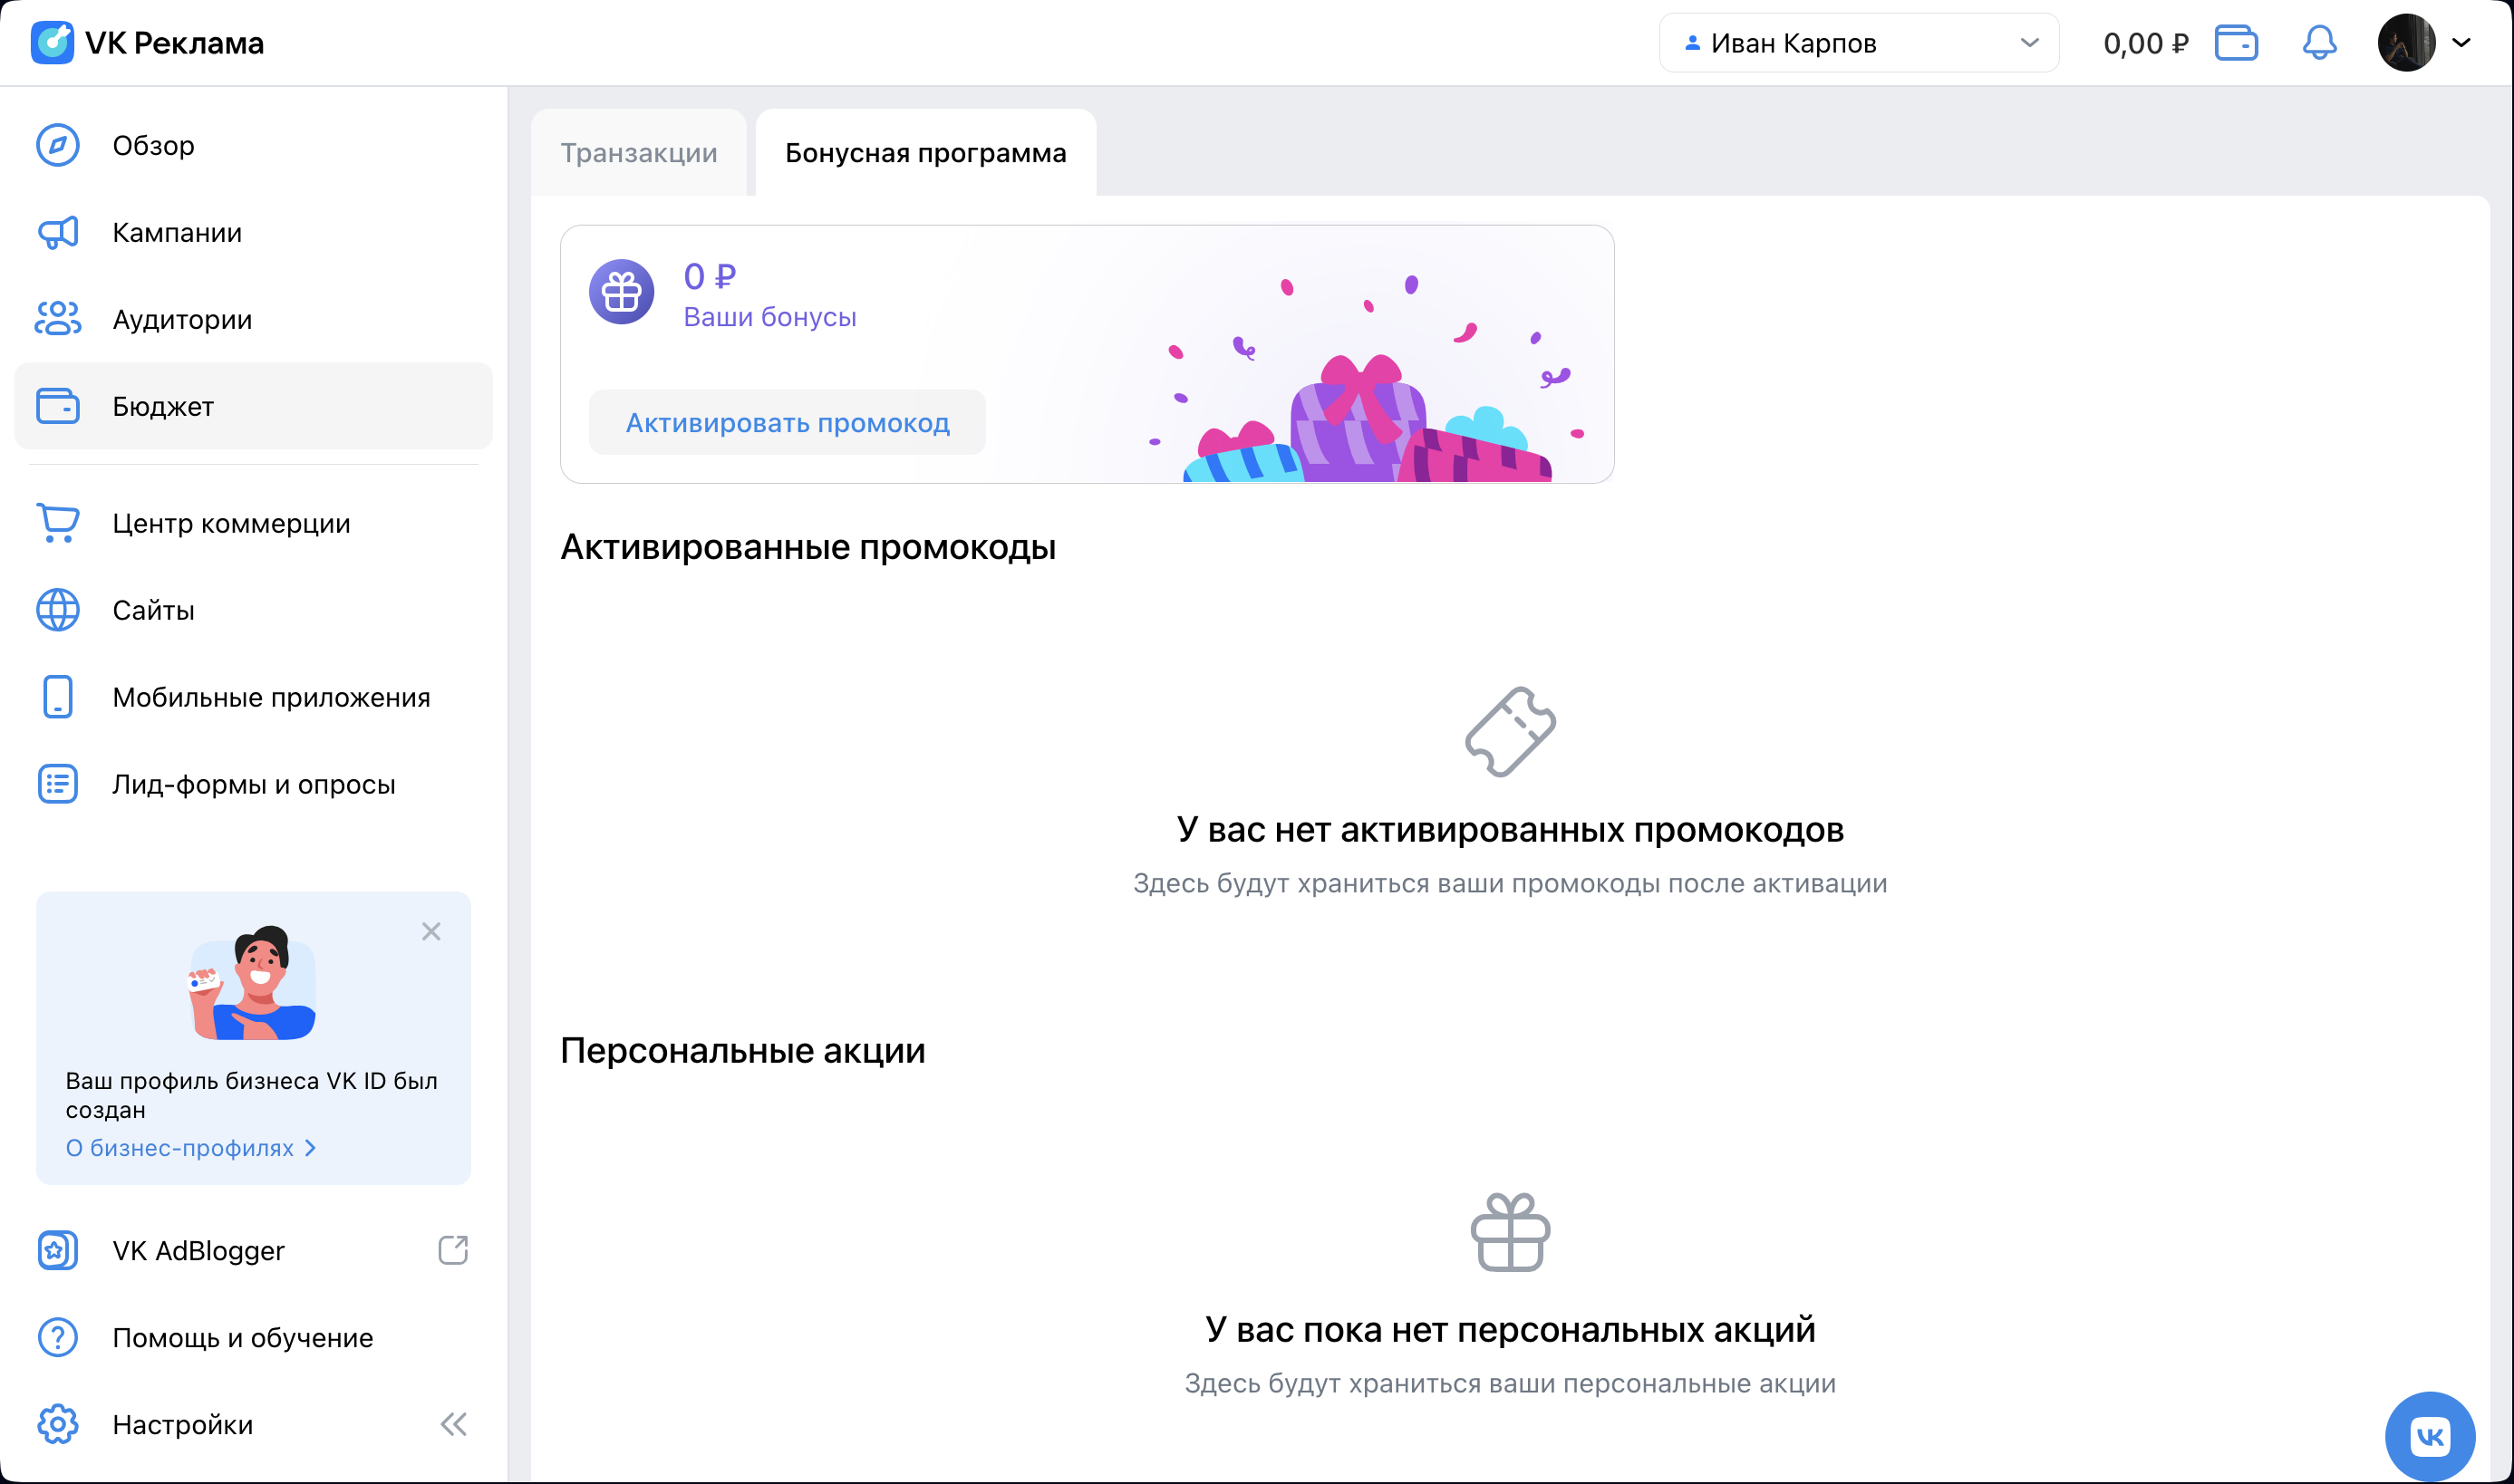 VK Реклама
Иван Карпов
0,00 ₽
Обзор
Кампании
Аудитории
Бюджет
Центр коммерции
Сайты
Мобильные приложения
Лид-формы и опросы
Ваш профиль бизнеса VK ID был
создан
О бизнес-профилях
VK AdBlogger
Помощь и обучение
Настройки
Транзакции
Бонусная программа
0 ₽
Ваши бонусы
Активировать промокод
Активированные промокоды
У вас нет активированных промокодов
Здесь будут храниться ваши промокоды после активации
Персональные акции
У вас пока нет персональных акций
Здесь будут храниться ваши персональные акции
VK